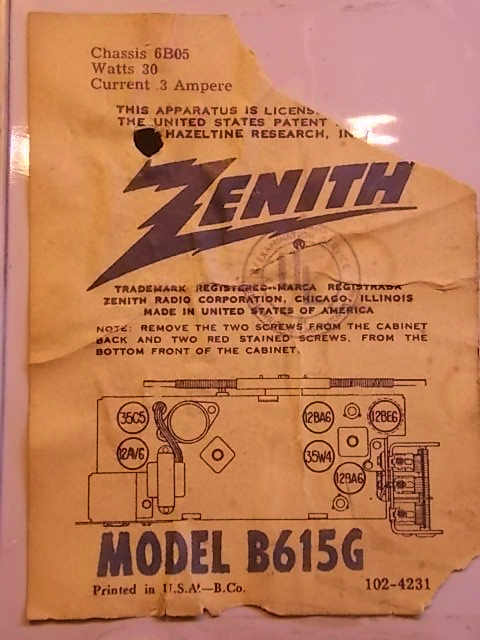 Chassis 6B05
Watts 30
Current .3 Ampere
THIS APPARATUS IS LICENS
THE UNITED STATES PATENT
HAZELTINE RESEARCH, IN
ZENITH
TRADEMARK REGISTERED--MARCA REGISTRADA
ZENITH RADIO CORPORATION, CHICAGO, ILLINOIS
MADE IN UNITED STATES OF AMERICA
NOTE: REMOVE THE TWO SCREWS FROM THE CABINET
BACK AND TWO RED STAINED SCREWS, FROM THE
BOTTOM FRONT OF THE CABINET.
35C5
12BA6
12BE6
12AV6
35W4
12BA6
MODEL B615G
Printed in U.S.A.—B.Co.
102-4231